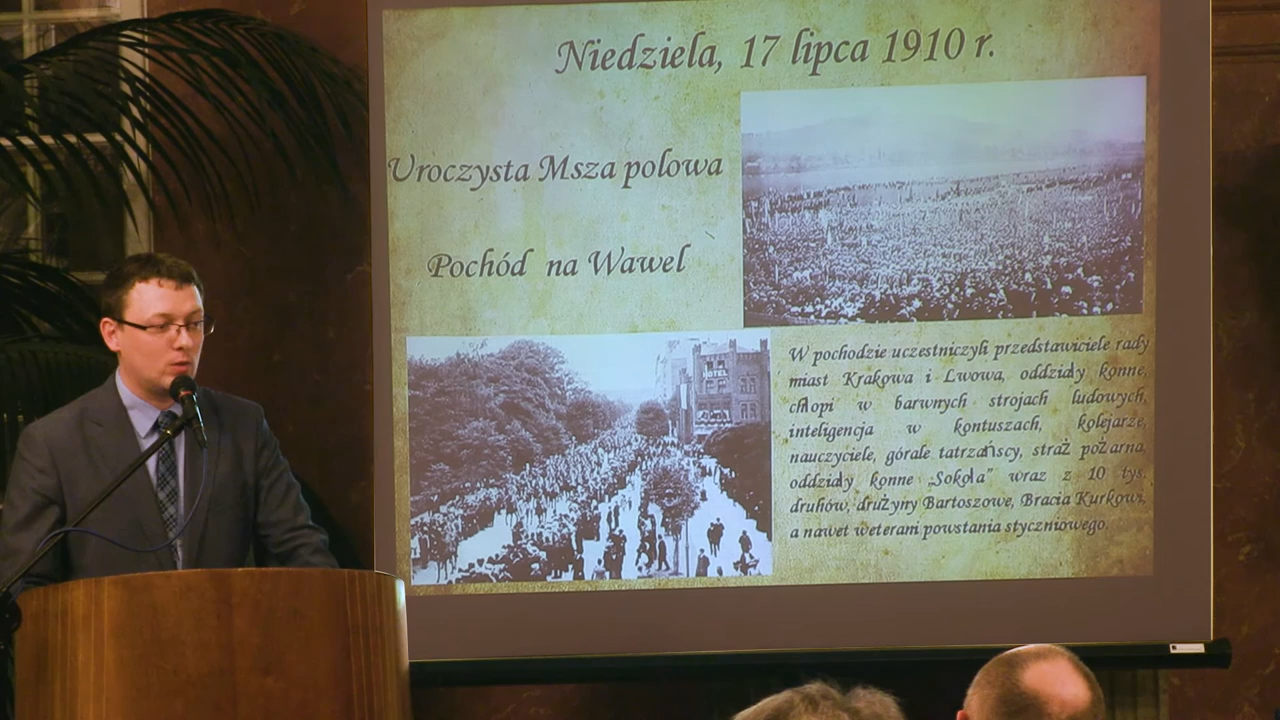 Niedziela, 17 lipca 1910 r.
Uroczysta Msza polowa
Pochód na Wawel
HOTEL
W pochodzie uczestniczyli przedstawiciele rady
miast Krakowa i Lwowa, oddziały konne,
chłopi w barwnych strojach ludowych,
inteligencja w kontuszach, kolejarze,
nauczyciele, górale tatrzańscy, straż pożarna,
oddziały konne „Sokoła" wraz z 10 tys.
druhów, drużyny Bartoszowe, Bracia Kurkowi,
a nawet weterani powstania styczniowego.